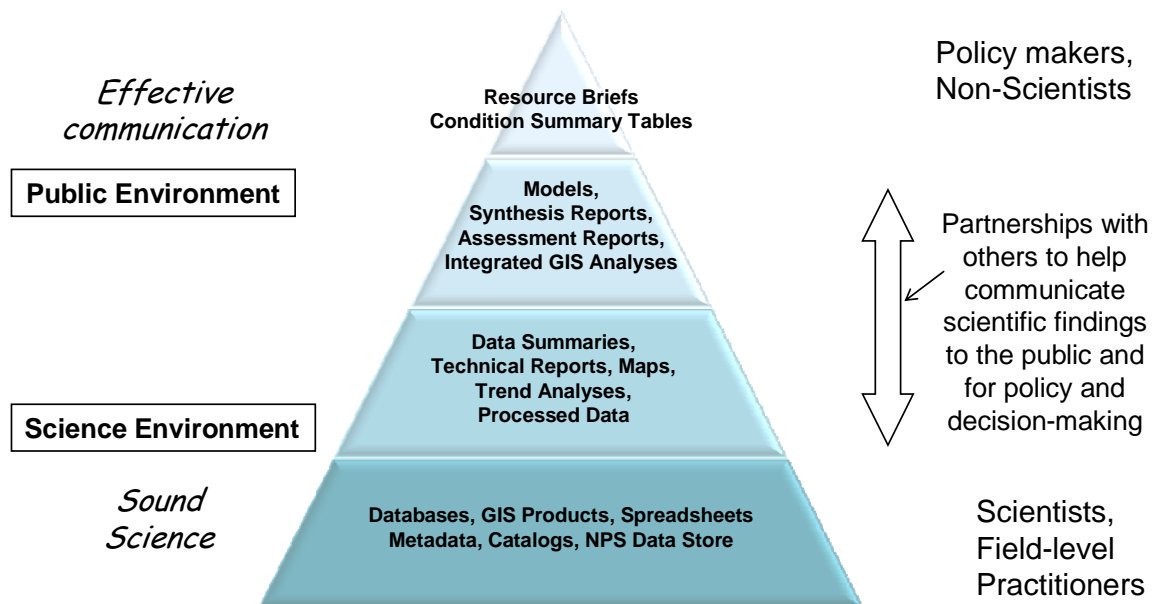 Effective
communication
Public Environment
Science Environment
Sound
Science
Resource Briefs
Condition Summary Tables
Models,
Synthesis Reports,
Assessment Reports,
Integrated GIS Analyses
Data Summaries,
Technical Reports, Maps,
Trend Analyses,
Processed Data
Databases, GIS Products, Spreadsheets
Metadata, Catalogs, NPS Data Store
Policy makers,
Non-Scientists
Partnerships with
others to help
communicate
scientific findings
to the public and
for policy and
decision-making
Scientists,
Field-level
Practitioners